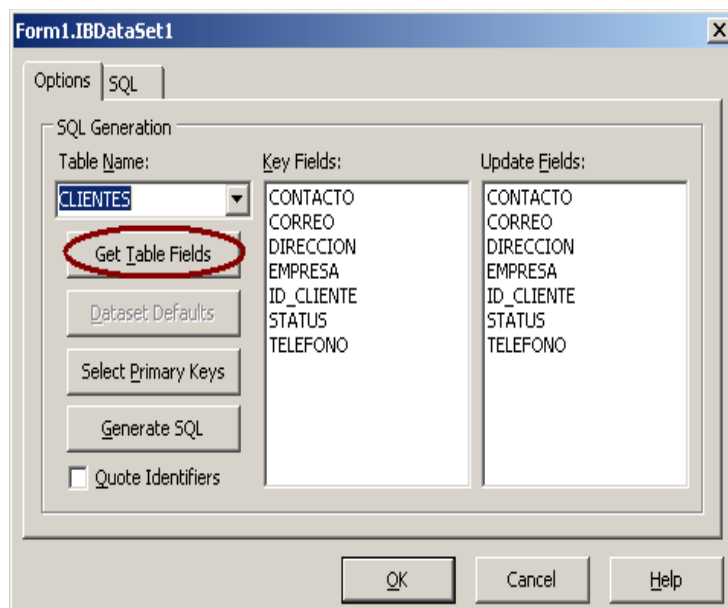 Form1.IBDataSet1
Options
SQL
SQL Generation
Table Name:
CLIENTES
Get Table Fields
Dataset Defaults
Select Primary Keys
Generate SQL
Quote Identifiers
Key Fields:
CONTACTO
CORREO
DIRECCION
EMPRESA
ID_CLIENTE
STATUS
TELEFONO
Update Fields:
CONTACTO
CORREO
DIRECCION
EMPRESA
ID_CLIENTE
STATUS
TELEFONO
OK
Cancel
Help